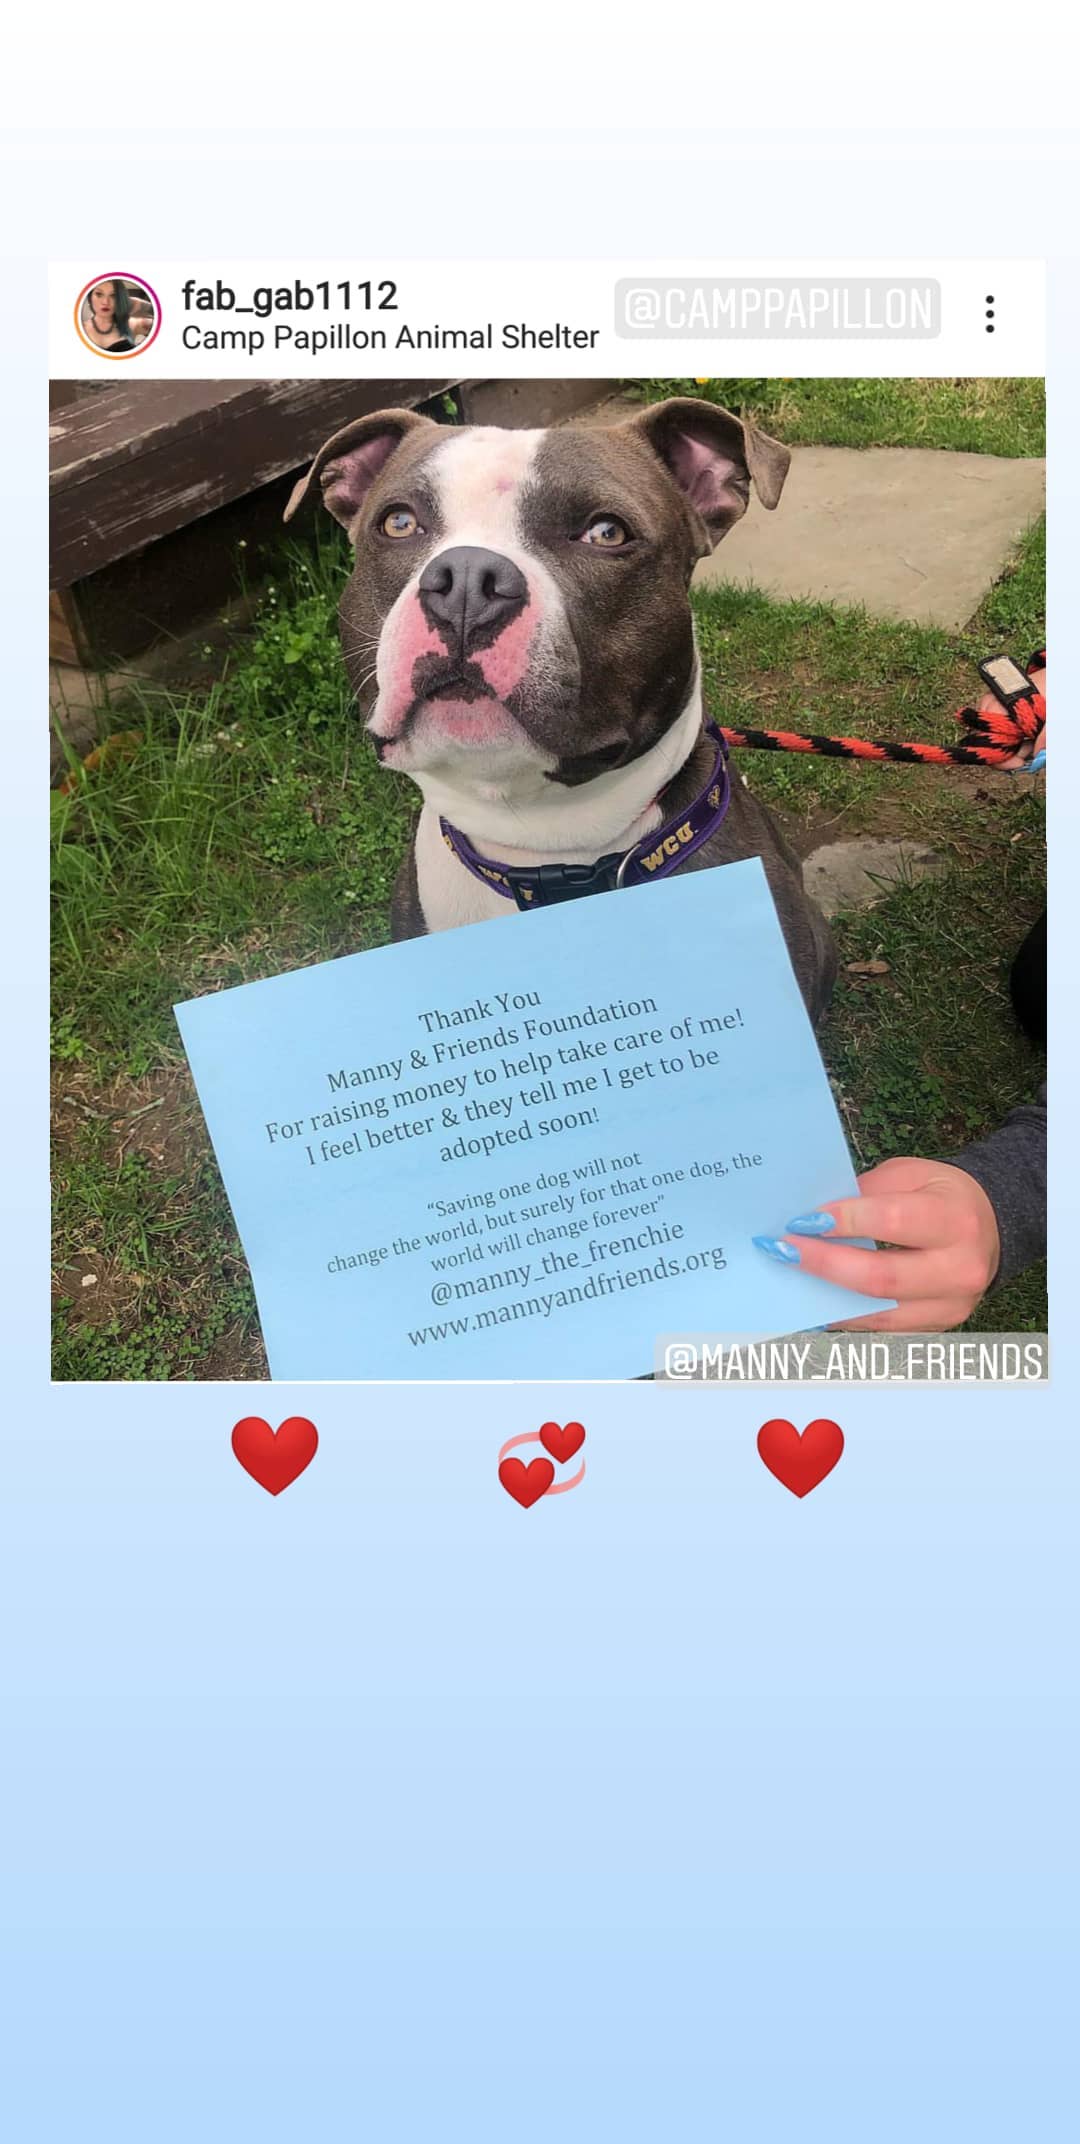 fab_gab1112
Camp Papillon Animal Shelter
@CAMPPAPILLON
WCU
Thank You
Manny & Friends Foundation
For raising money to help take care of me!
I feel better & they tell me I get to be
adopted soon!
“Saving one dog will not
change the world, but surely for that one dog, the
world will change forever”
@manny_the_frenchie
www.mannyandfriends.org
@MANNY_AND_FRIENDS